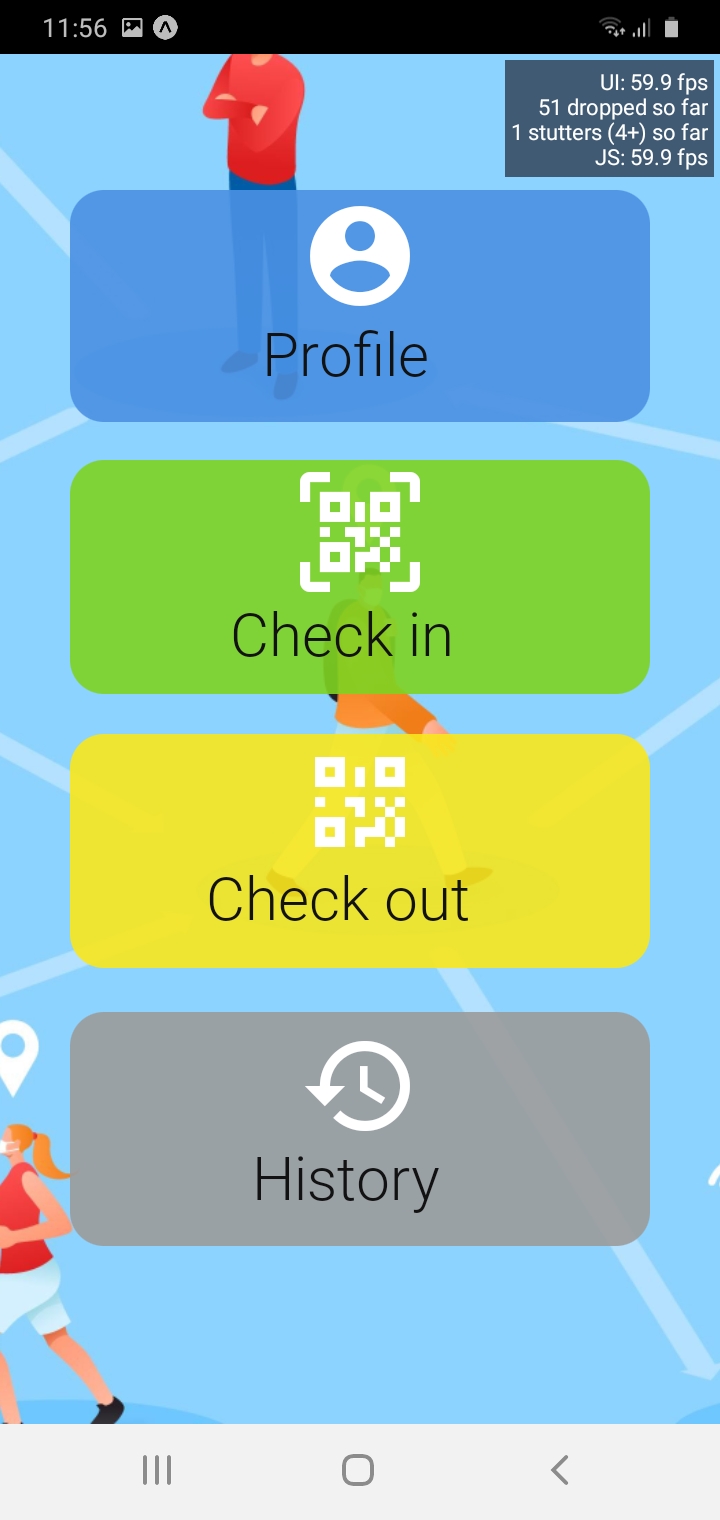 11:56
UI: 59.9 fps
51 dropped so far
1 stutters (4+) so far
JS: 59.9 fps
Profile
Check in
Check out
History